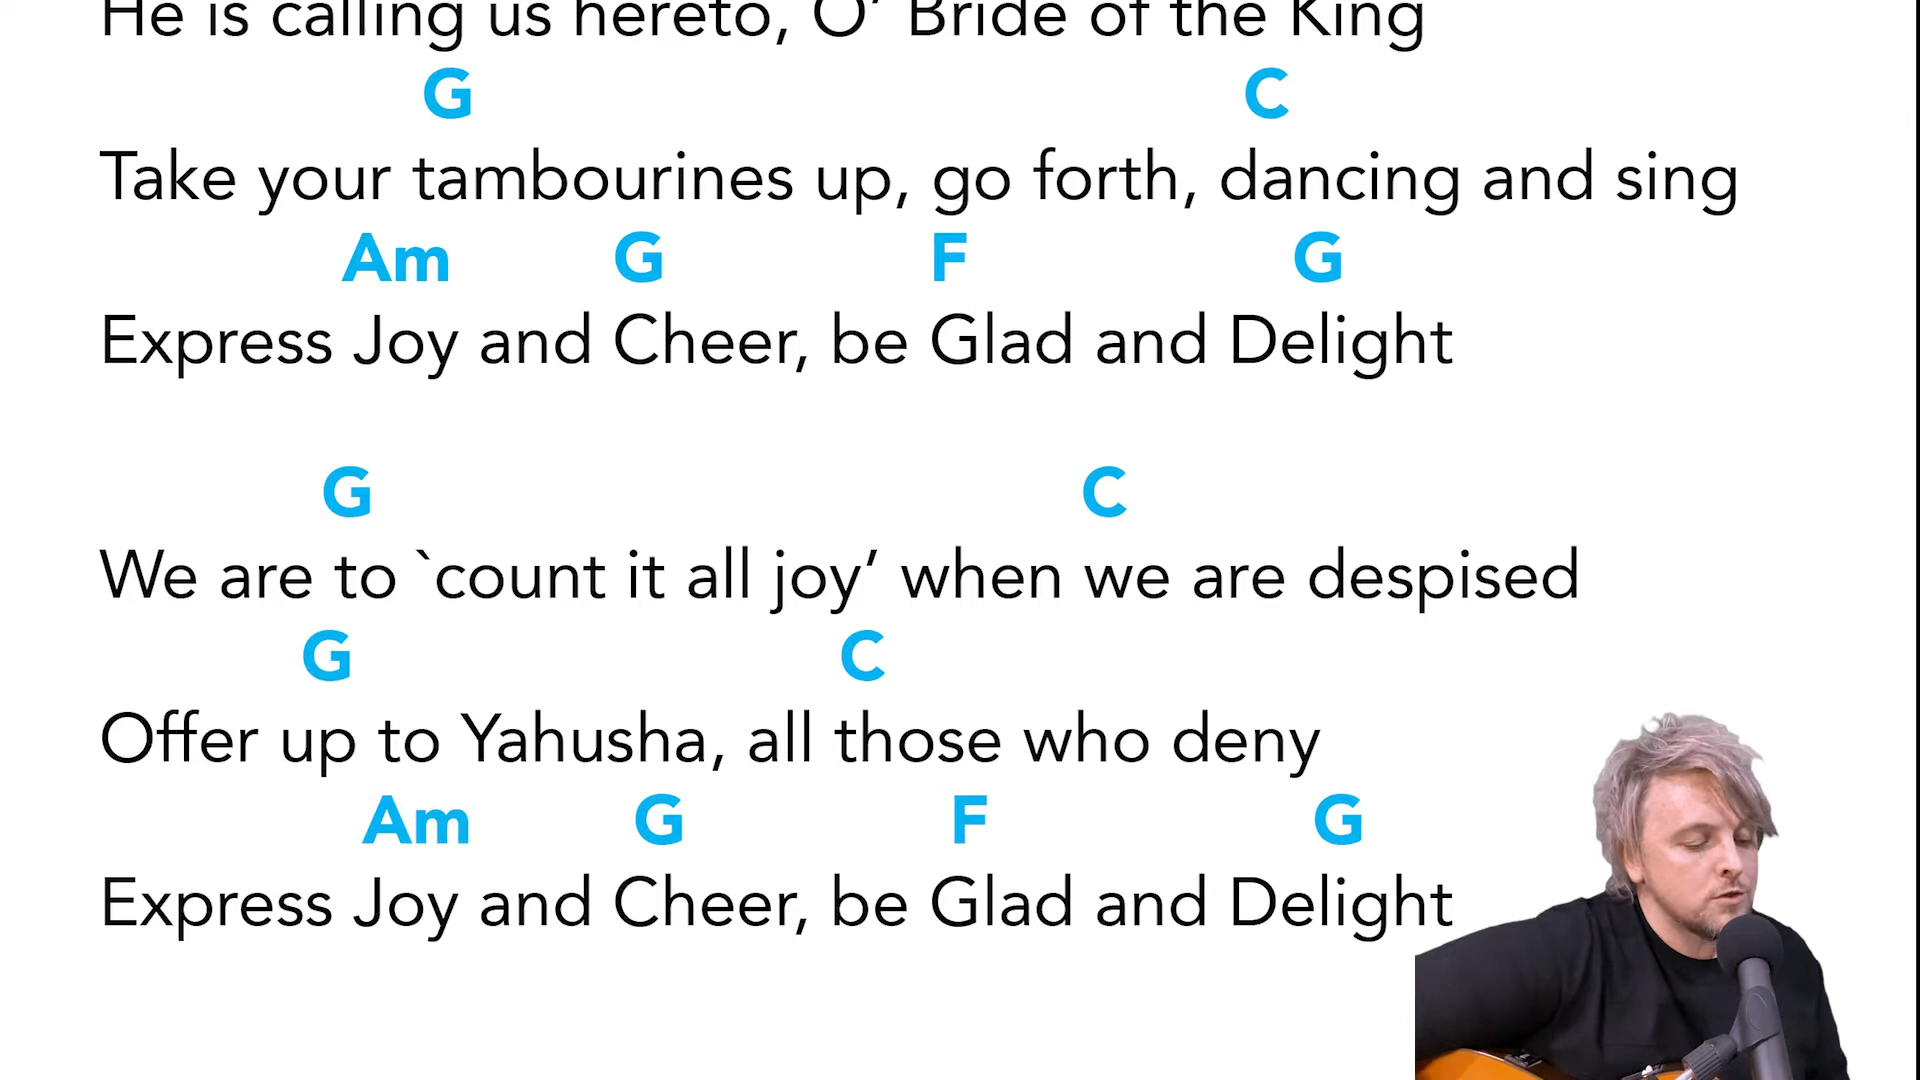 He is calling us hereto, O’ Bride of the King
G C
Take your tambourines up, go forth, dancing and sing
Am G F G
Express Joy and Cheer, be Glad and Delight
G C
We are to `count it all joy’ when we are despised
G C
Offer up to Yahusha, all those who deny
Am G F G
Express Joy and Cheer, be Glad and Delight